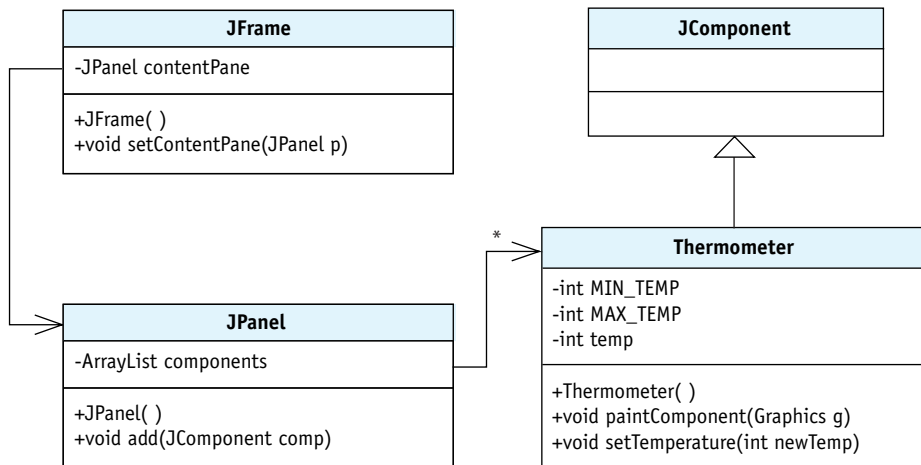 JFrame
-JPanel contentPane
+JFrame( )
+void setContentPane(JPanel p)
JComponent
*
Thermometer
-int MIN_TEMP
-int MAX_TEMP
-int temp
+Thermometer( )
+void paintComponent(Graphics g)
+void setTemperature(int newTemp)
JPanel
-ArrayList components
+JPanel( )
+void add(JComponent comp)